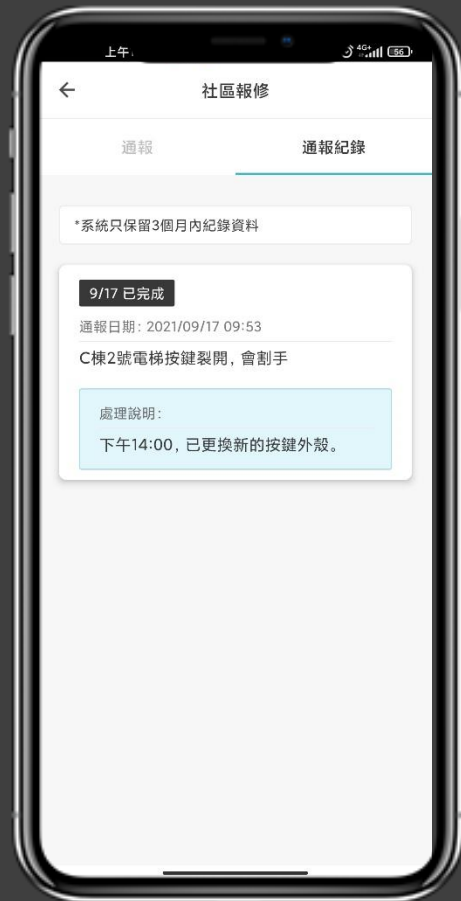 上午
4G+
56
社區報修
通報
通報紀錄
*系統只保留3個月內紀錄資料
9/17 已完成
通報日期: 2021/09/17 09:53
C棟2號電梯按鍵裂開, 會割手
處理說明:
下午14:00, 已更換新的按鍵外殼。